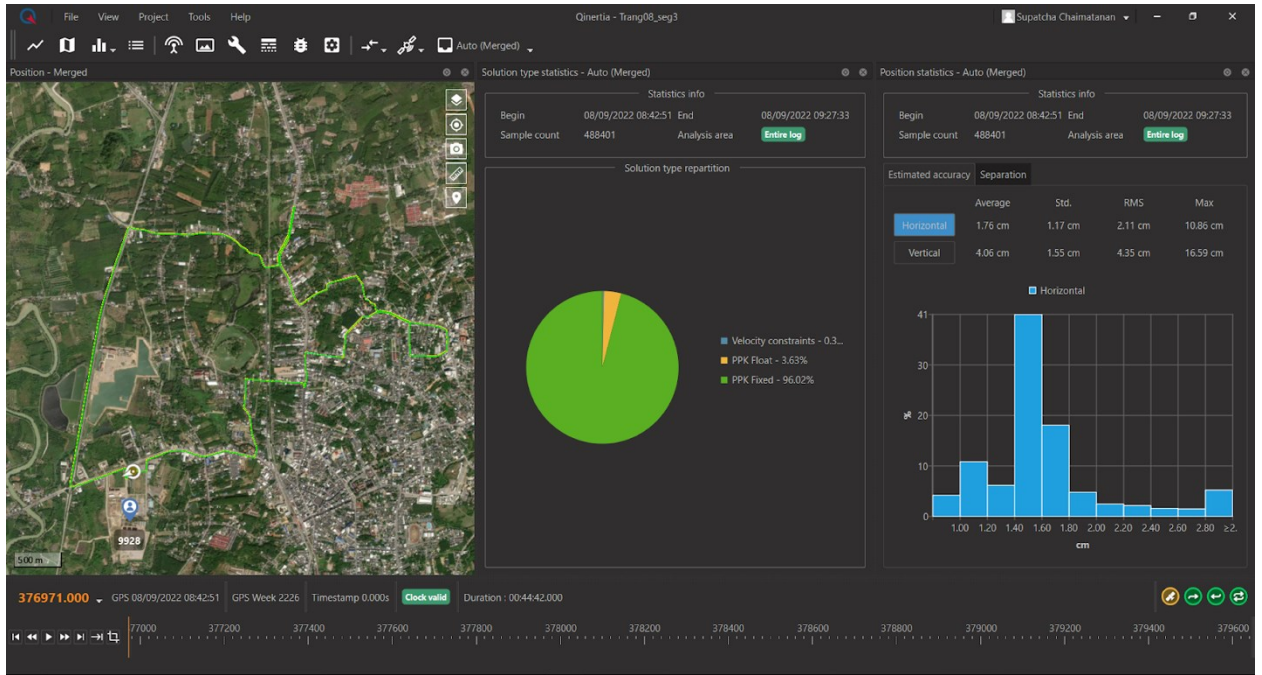 File View Project Tools Help Qinertia - Trang08_seg3 Supatcha Chaimatanan
Auto (Merged)
Position - Merged
500 m
9928
Solution type statistics - Auto (Merged)
Statistics info
Begin 08/09/2022 08:42:51 End 08/09/2022 09:27:33
Sample count 488401 Analysis area Entire log
Solution type repartition
Velocity constraints - 0.3...
PPK Float - 3.63%
PPK Fixed - 96.02%
Position statistics - Auto (Merged)
Statistics info
Begin 08/09/2022 08:42:51 End 08/09/2022 09:27:33
Sample count 488401 Analysis area Entire log
Estimated accuracy Separation
Average Std. RMS Max
Horizontal 1.76 cm 1.17 cm 2.11 cm 10.86 cm
Vertical 4.06 cm 1.55 cm 4.35 cm 16.59 cm
Horizontal
41
30
20
10
0
%
1.00 1.20 1.40 1.60 1.80 2.00 2.20 2.40 2.60 2.80 ≥2.
cm
376971.000 GPS 08/09/2022 08:42:51 GPS Week 2226 Timestamp 0.000s Clock valid Duration : 00:44:42.000
77000 377200 377400 377600 377800 378000 378200 378400 378600 378800 379000 379200 379400 379600